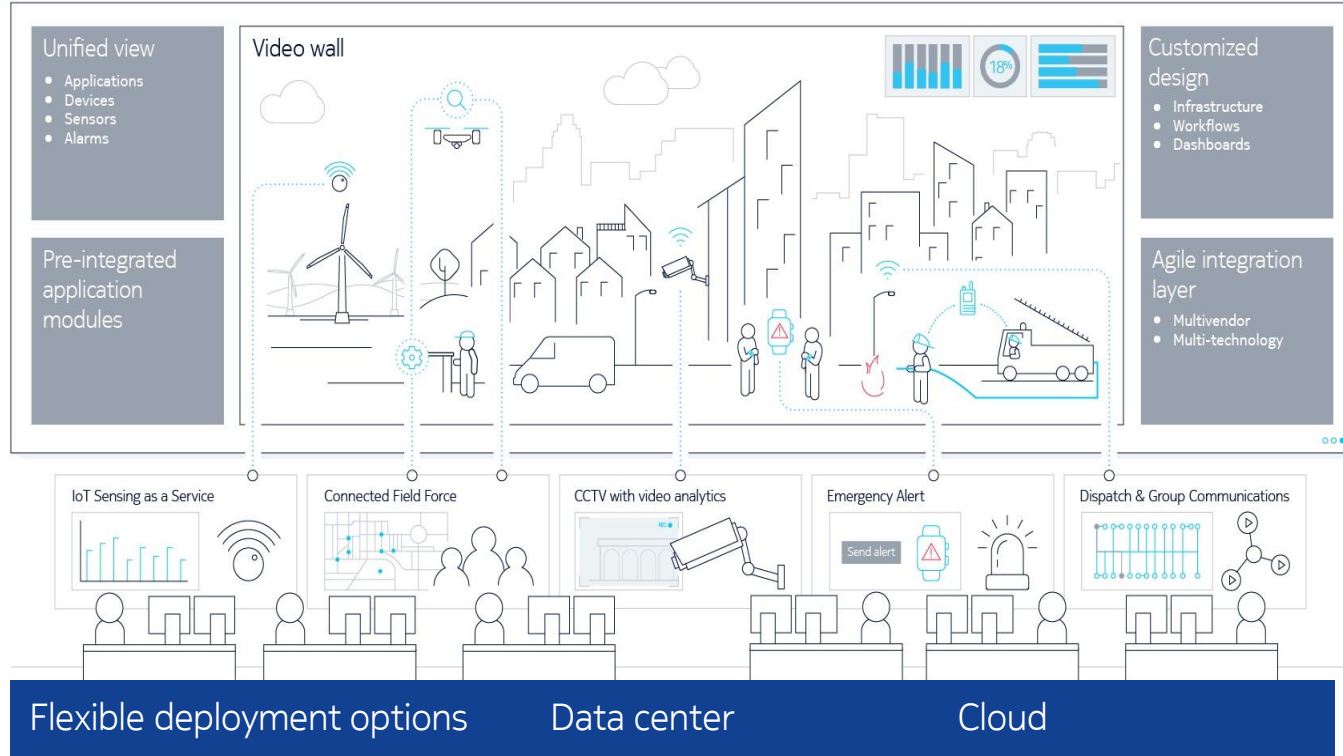 Unified view
Applications
Devices
Sensors
Alarms
Pre-integrated
application
modules
Video wall
18%
Customized
design
Infrastructure
Workflows
Dashboards
Agile integration
layer
Multivendor
Multi-technology
IoT Sensing as a Service
Connected Field Force
CCTV with video analytics
REC
Emergency Alert
Send alert
Dispatch & Group Communications
Flexible deployment options
Data center
Cloud